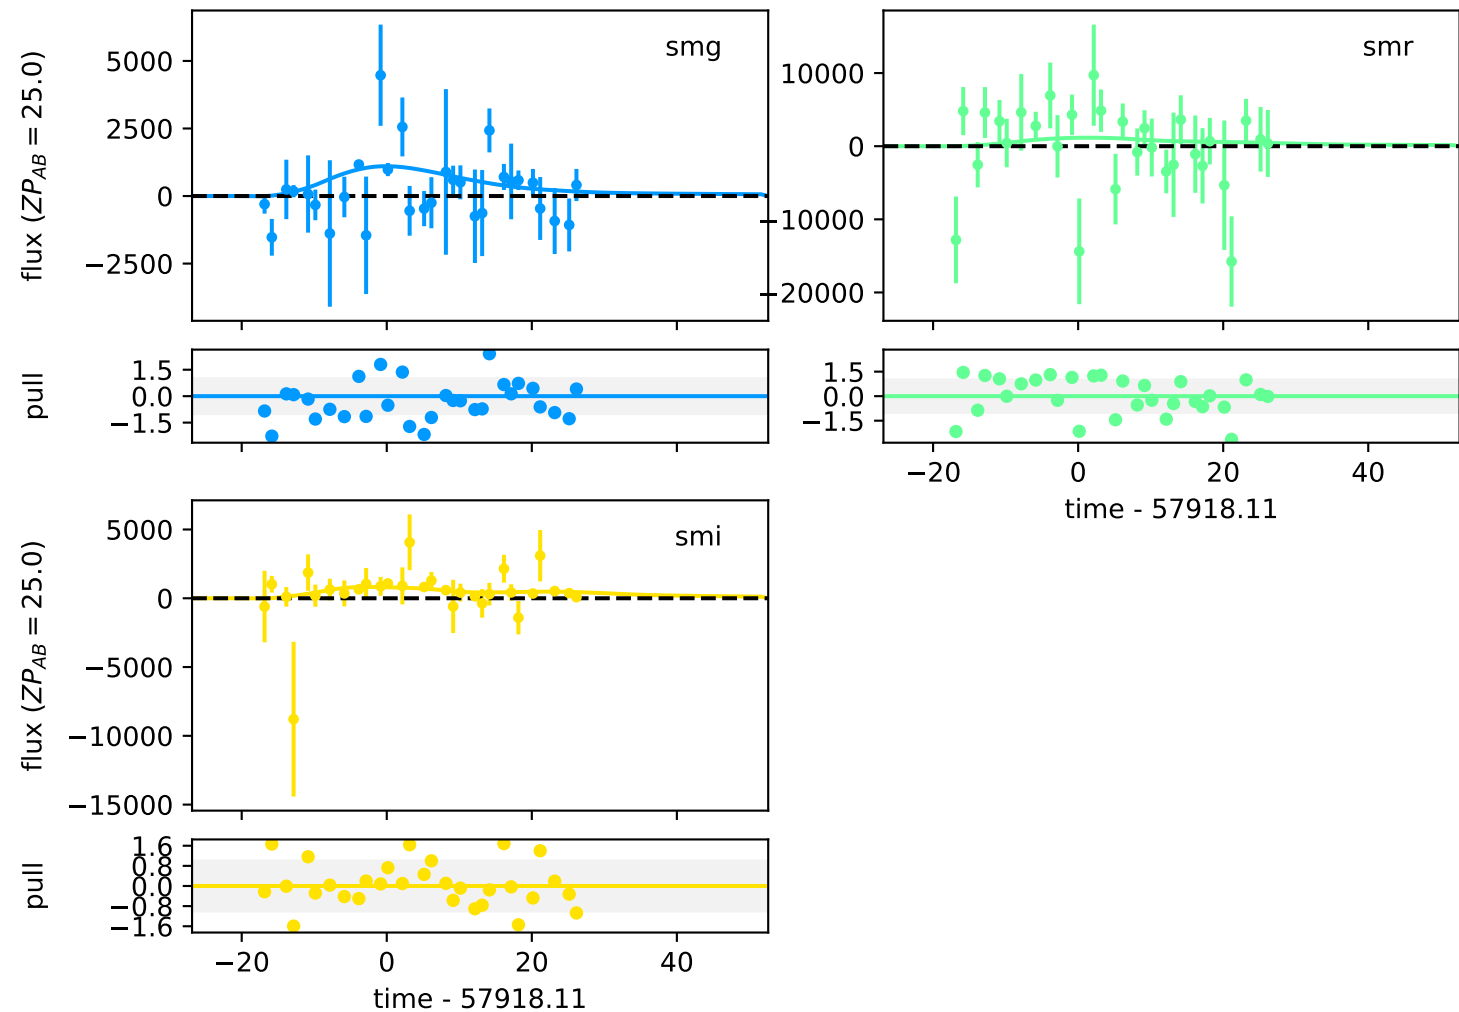 smg
5000
2500
0
−2500
flux (ZP_AB = 25.0)
smr
10000
0
−10000
−20000
pull
1.5
0.0
−1.5
1.5
0.0
−1.5
−20 0 20 40
time - 57918.11
smi
5000
0
−5000
−10000
−15000
flux (ZP_AB = 25.0)
pull
1.6
0.8
0.0
−0.8
−1.6
−20 0 20 40
time - 57918.11